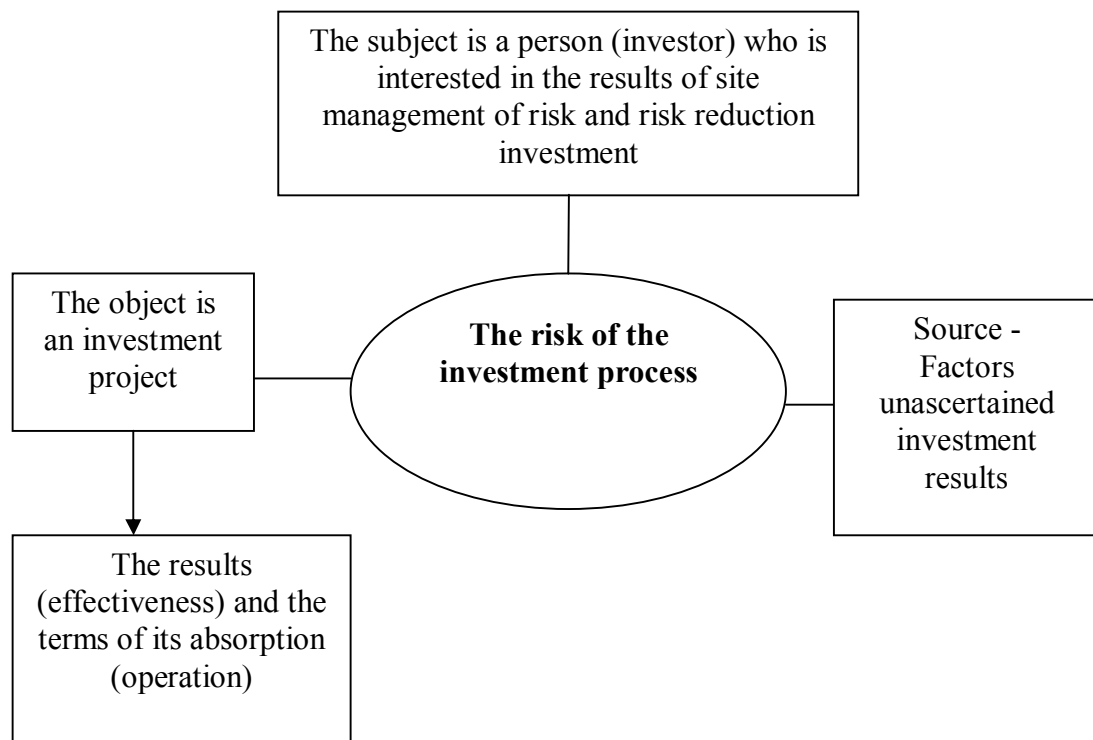 The subject is a person (investor) who is
interested in the results of site
management of risk and risk reduction
investment
The object is
an investment
project
The risk of the
investment process
Source -
Factors
unascertained
investment
results
The results
(effectiveness) and the
terms of its absorption
(operation)